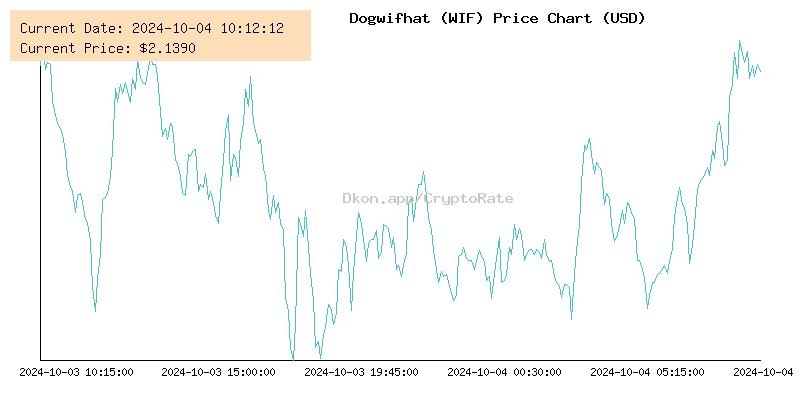 Dogwifhat (WIF) Price Chart (USD)
Current Date: 2024-10-04 10:12:12
Current Price: $2.1390
Dkon.app/CryptoRate
2024-10-03 10:15:00
2024-10-03 15:00:00
2024-10-03 19:45:00
2024-10-04 00:30:00
2024-10-04 05:15:00
2024-10-04